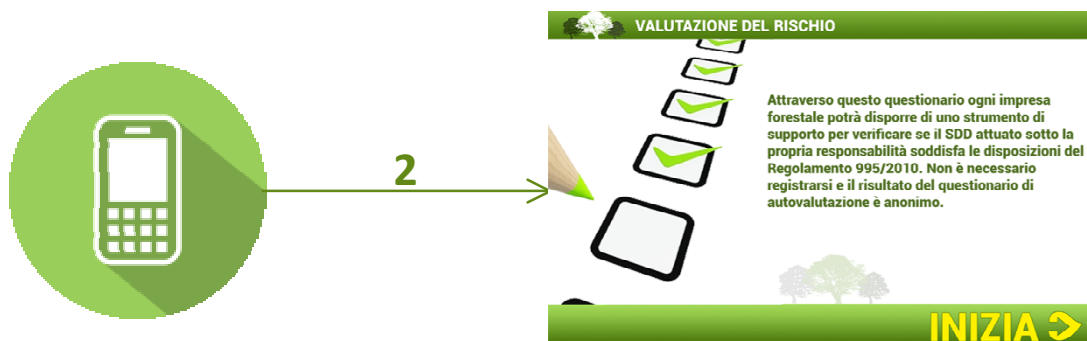 VALUTAZIONE DEL RISCHIO
2
Attraverso questo questionario ogni impresa
forestale potrà disporre di uno strumento di
supporto per verificare se il SDD attuato sotto la
propria responsabilità soddisfa le disposizioni del
Regolamento 995/2010. Non è necessario
registrarsi e il risultato del questionario di
autovalutazione è anonimo.
INIZIA